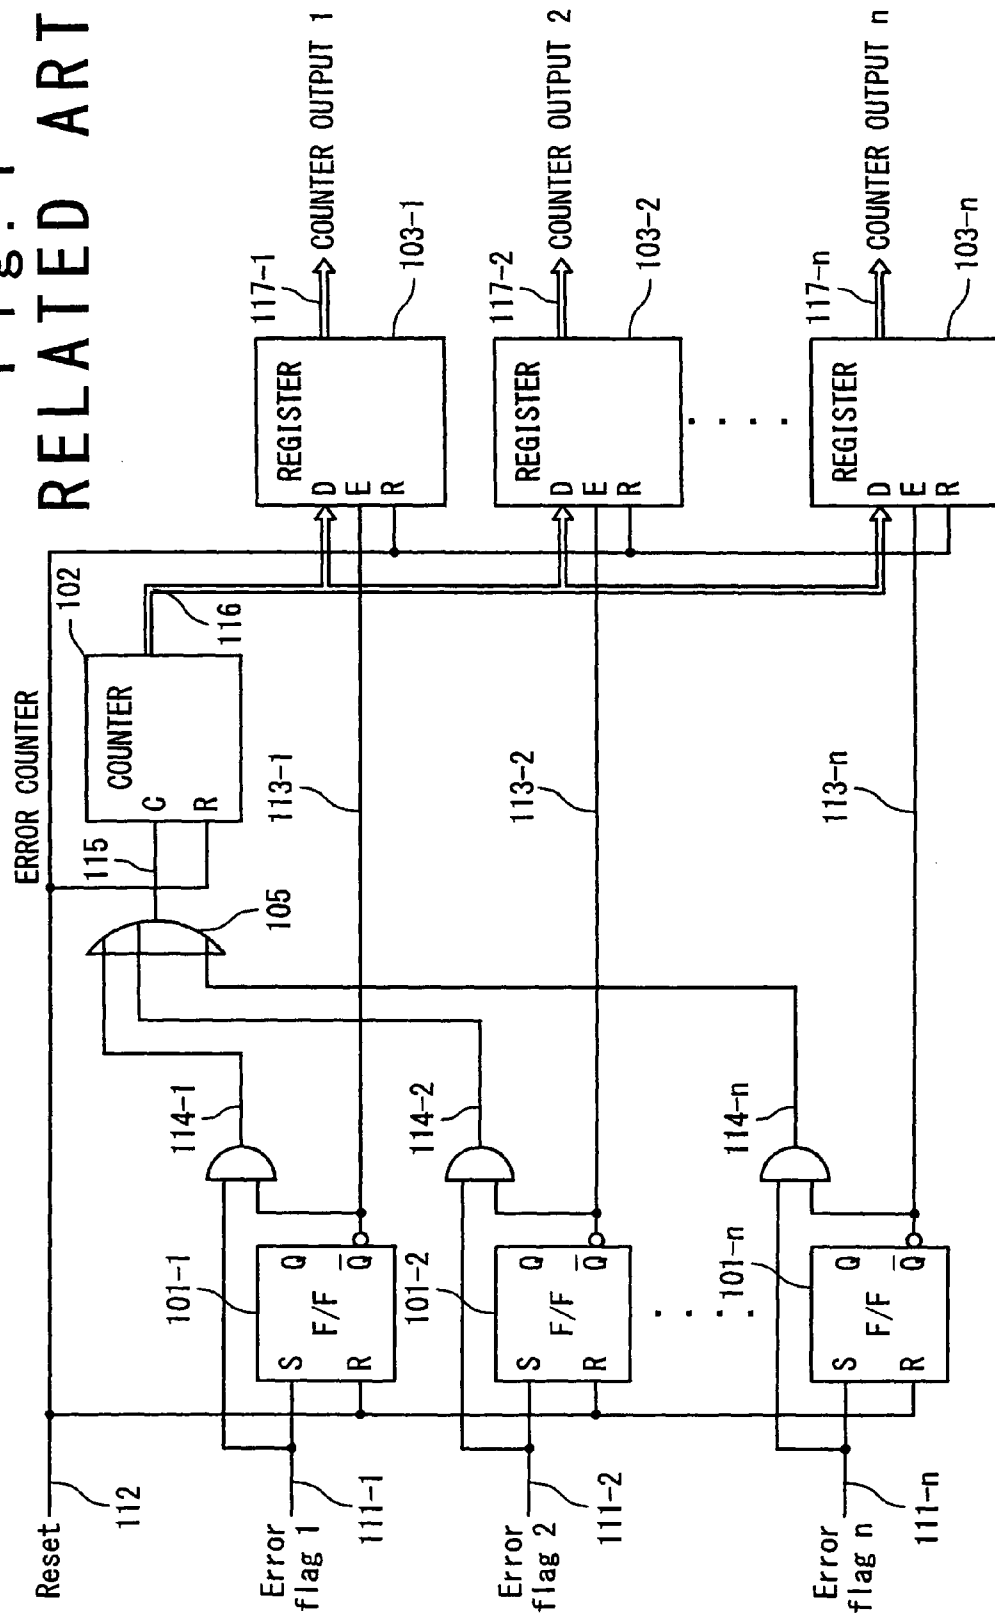 Fig. 1
RELATED ART
Reset
112
ERROR COUNTER
102
COUNTER
C
R
115
105
116
Error
flag 1
111-1
101-1
S
R
F/F
Q
Q̅
114-1
113-1
REGISTER
D
E
R
117-1
COUNTER OUTPUT 1
103-1
Error
flag 2
111-2
101-2
S
R
F/F
Q
Q̅
114-2
113-2
REGISTER
D
E
R
117-2
COUNTER OUTPUT 2
103-2
Error
flag n
111-n
101-n
S
R
F/F
Q
Q̅
114-n
113-n
REGISTER
D
E
R
117-n
COUNTER OUTPUT n
103-n